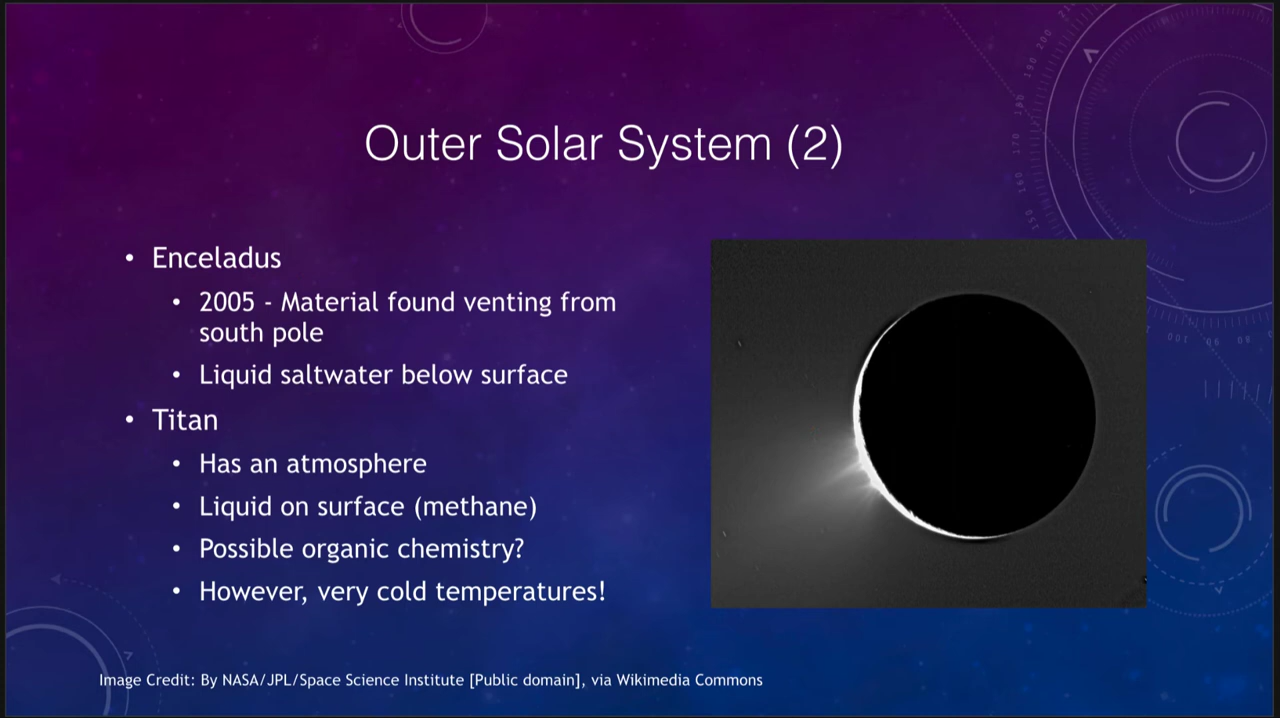 Outer Solar System (2)
• Enceladus
• 2005 - Material found venting from
south pole
• Liquid saltwater below surface
• Titan
• Has an atmosphere
• Liquid on surface (methane)
• Possible organic chemistry?
• However, very cold temperatures!
Image Credit: By NASA/JPL/Space Science Institute [Public domain], via Wikimedia Commons